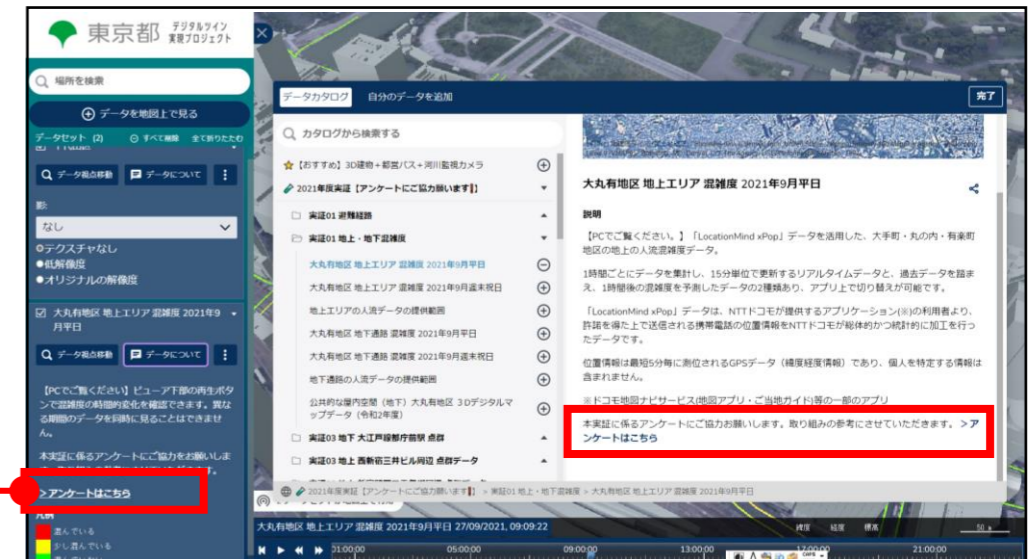 東京都 デジタルツイン
実現プロジェクト
場所を検索
データを地図上で見る
データセット (2) すべて削除 全て折りたたむ
データ視点移動 データについて
影:
なし
テクスチャなし
低解像度
オリジナルの解像度
大丸有地区 地上エリア 混雑度 2021年9
月平日
データ視点移動 データについて
【PCでご覧ください】ビューア下部の再生ボタ
ンで混雑度の時間的変化を確認できます。異な
る期間のデータを同時に見ることはできませ
ん。
本実証に係るアンケートにご協力をお願いしま
>アンケートはこちら
凡例
混んでいる
少し混んでいる
データカタログ 自分のデータを追加 完了
カタログから検索する
【おすすめ】3D建物+都営バス+河川監視カメラ
2021年度実証【アンケートにご協力願います】
実証01 避難経路
実証01 地上・地下混雑度
大丸有地区 地上エリア 混雑度 2021年9月平日
大丸有地区 地上エリア 混雑度 2021年9月週末祝日
地上エリアの人流データの提供範囲
大丸有地区 地下通路 混雑度 2021年9月平日
大丸有地区 地下通路 混雑度 2021年9月週末祝日
地下通路の人流データの提供範囲
公共的な屋内空間(地下)大丸有地区 3Dデジタルマ
ップデータ(令和2年度)
実証03 地下 大江戸線都庁前駅 点群
実証03 地上 西新宿三井ビル周辺 点群データ
大丸有地区 地上エリア 混雑度 2021年9月平日
説明
【PCでご覧ください。】「LocationMind xPop」データを活用した、大手町・丸の内・有楽町
地区の地上の人流混雑度データ。
1時間ごとにデータを集計し、15分単位で更新するリアルタイムデータと、過去データを踏ま
え、1時間後の混雑度を予測したデータの2種類あり、アプリ上で切り替えが可能です。
「LocationMind xPop」データは、NTTドコモが提供するアプリケーション(※)の利用者より、
許諾を得た上で送信される携帯電話の位置情報をNTTドコモが総体的かつ統計的に加工を行っ
たデータです。
位置情報は最短5分毎に測位されるGPSデータ(緯度経度情報)であり、個人を特定する情報は
含まれません。
※ドコモ地図ナビサービス(地図アプリ・ご当地ガイド)等の一部のアプリ
本実証に係るアンケートにご協力お願いします。取り組みの参考にさせていただきます。 >ア
ンケートはこちら
2021年度実証【アンケートにご協力願います】 > 実証01 地上・地下混雑度 > 大丸有地区 地上エリア 混雑度 2021年9月平日
大丸有地区 地上エリア 混雑度 2021年9月平日 27/09/2021, 09:09:22 緯度 経度 標高
01:00:00 05:00:00 09:00:00 13:00:00 17:00:00 21:00:00